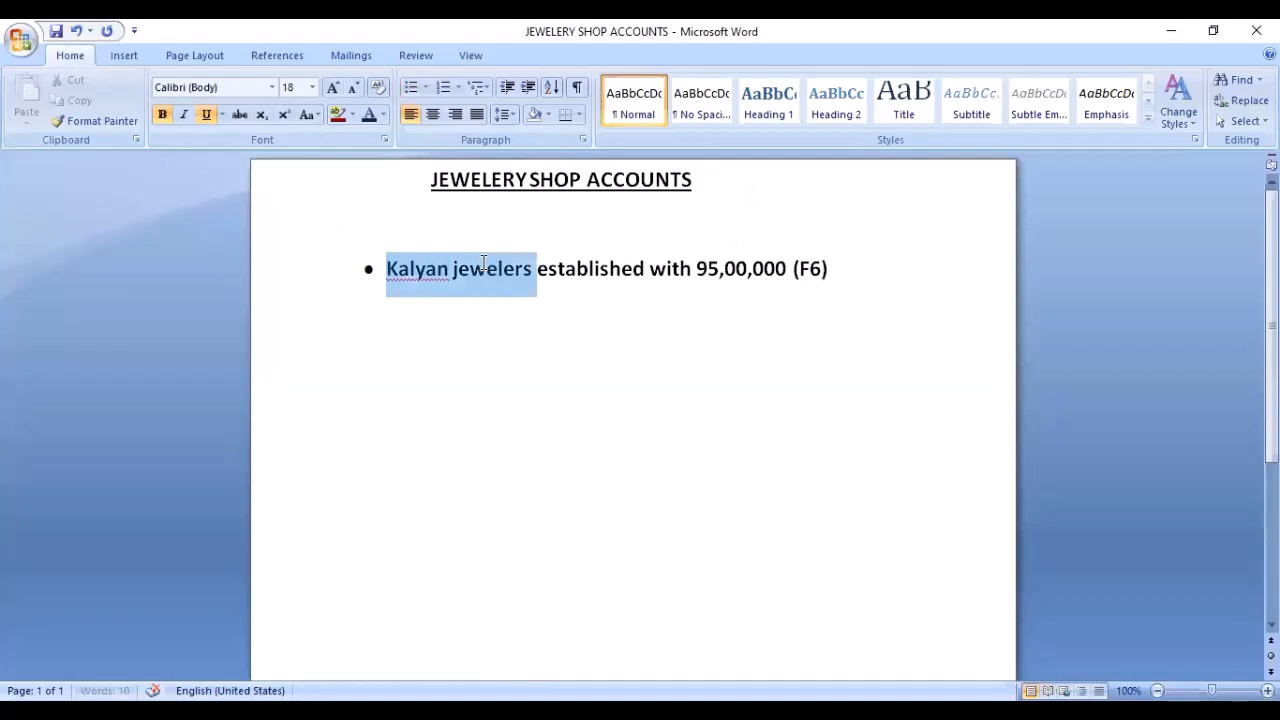 JEWELERY SHOP ACCOUNTS - Microsoft Word
Home Insert Page Layout References Mailings Review View
Paste
Cut
Copy
Format Painter
Clipboard
Calibri (Body) 18
Font
Paragraph
AaBbCcDc AaBbCcDc AaBbC AaBbCc AaB AaBbCc. AaBbCcDc AaBbCcDc
¶ Normal ¶ No Spaci... Heading 1 Heading 2 Title Subtitle Subtle Em... Emphasis
Change Styles
Styles
Find
Replace
Select
Editing
JEWELERY SHOP ACCOUNTS
• Kalyan jewelers established with 95,00,000 (F6)
Page: 1 of 1 Words: 10 English (United States) 100%